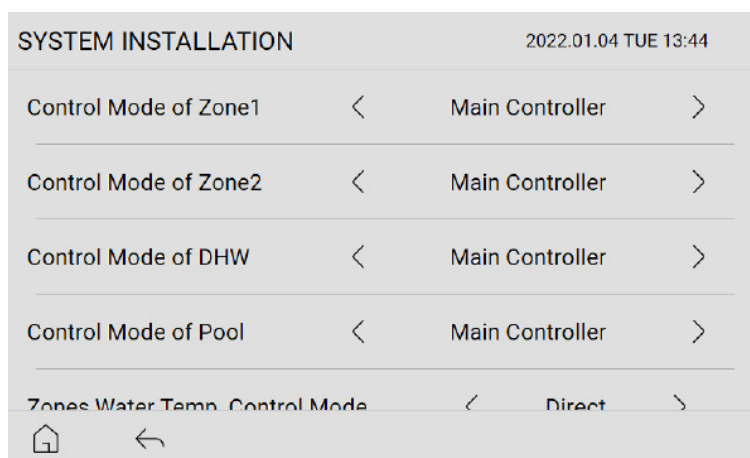 SYSTEM INSTALLATION 2022.01.04 TUE 13:44
Control Mode of Zone1 Main Controller
Control Mode of Zone2 Main Controller
Control Mode of DHW Main Controller
Control Mode of Pool Main Controller
Zones Water Temp. Control Mode Direct